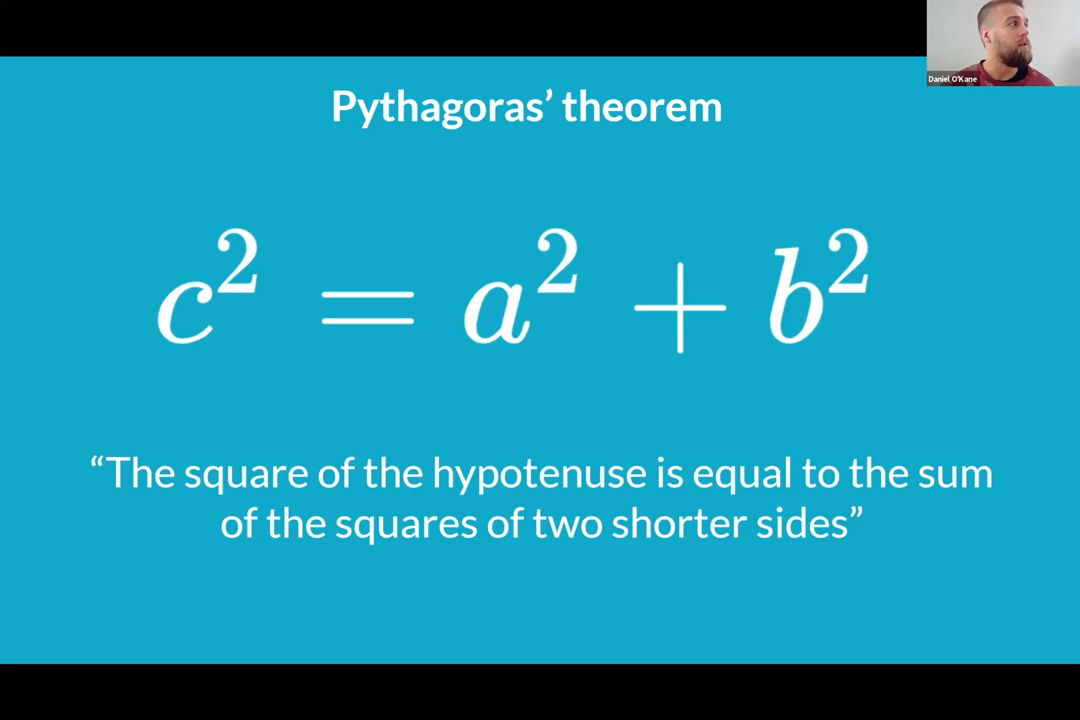 Daniel O'Kane
Pythagoras’ theorem
c² = a² + b²
“The square of the hypotenuse is equal to the sum
of the squares of two shorter sides”